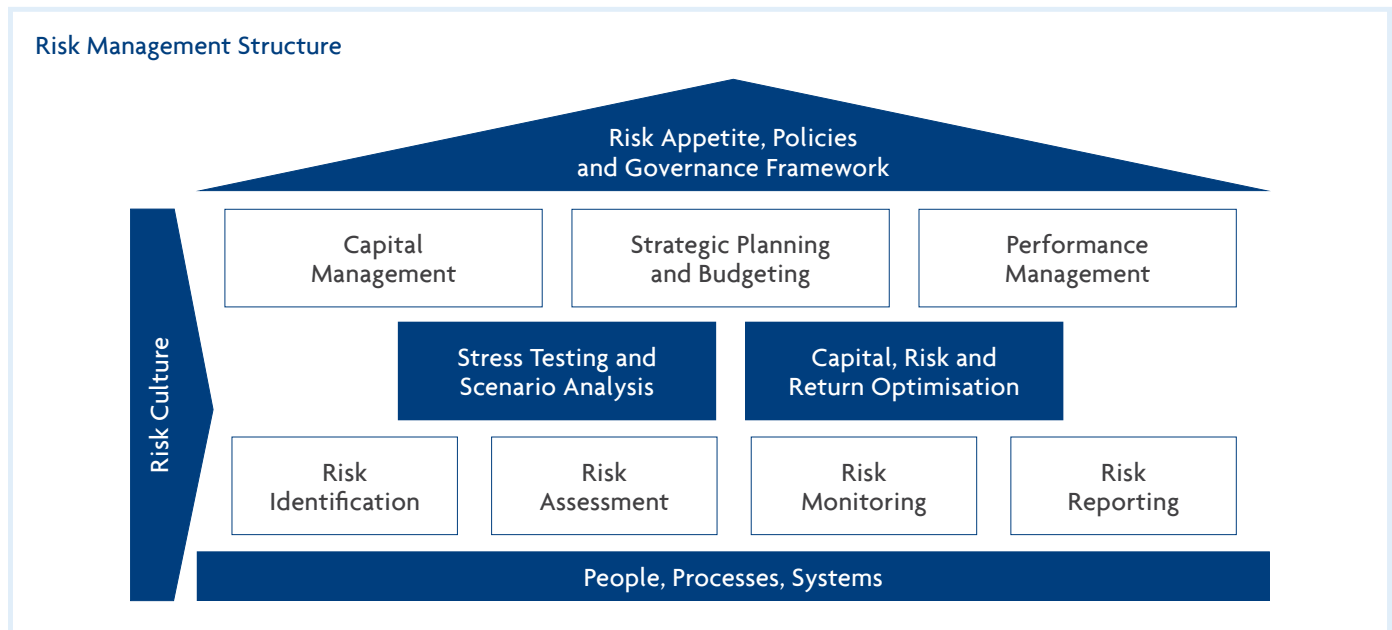 Risk Management Structure
Risk Appetite, Policies
and Governance Framework
Risk Culture
Capital
Management
Strategic Planning
and Budgeting
Performance
Management
Stress Testing and
Scenario Analysis
Capital, Risk and
Return Optimisation
Risk
Identification
Risk
Assessment
Risk
Monitoring
Risk
Reporting
People, Processes, Systems